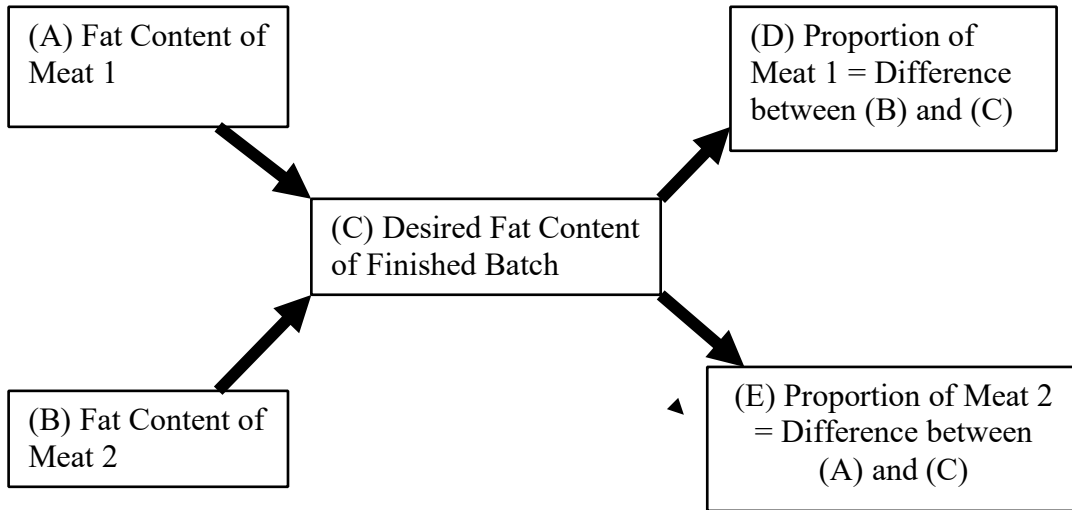 (A) Fat Content of
Meat 1
(D) Proportion of
Meat 1 = Difference
between (B) and (C)
(C) Desired Fat Content
of Finished Batch
(B) Fat Content of
Meat 2
(E) Proportion of Meat 2
= Difference between
(A) and (C)